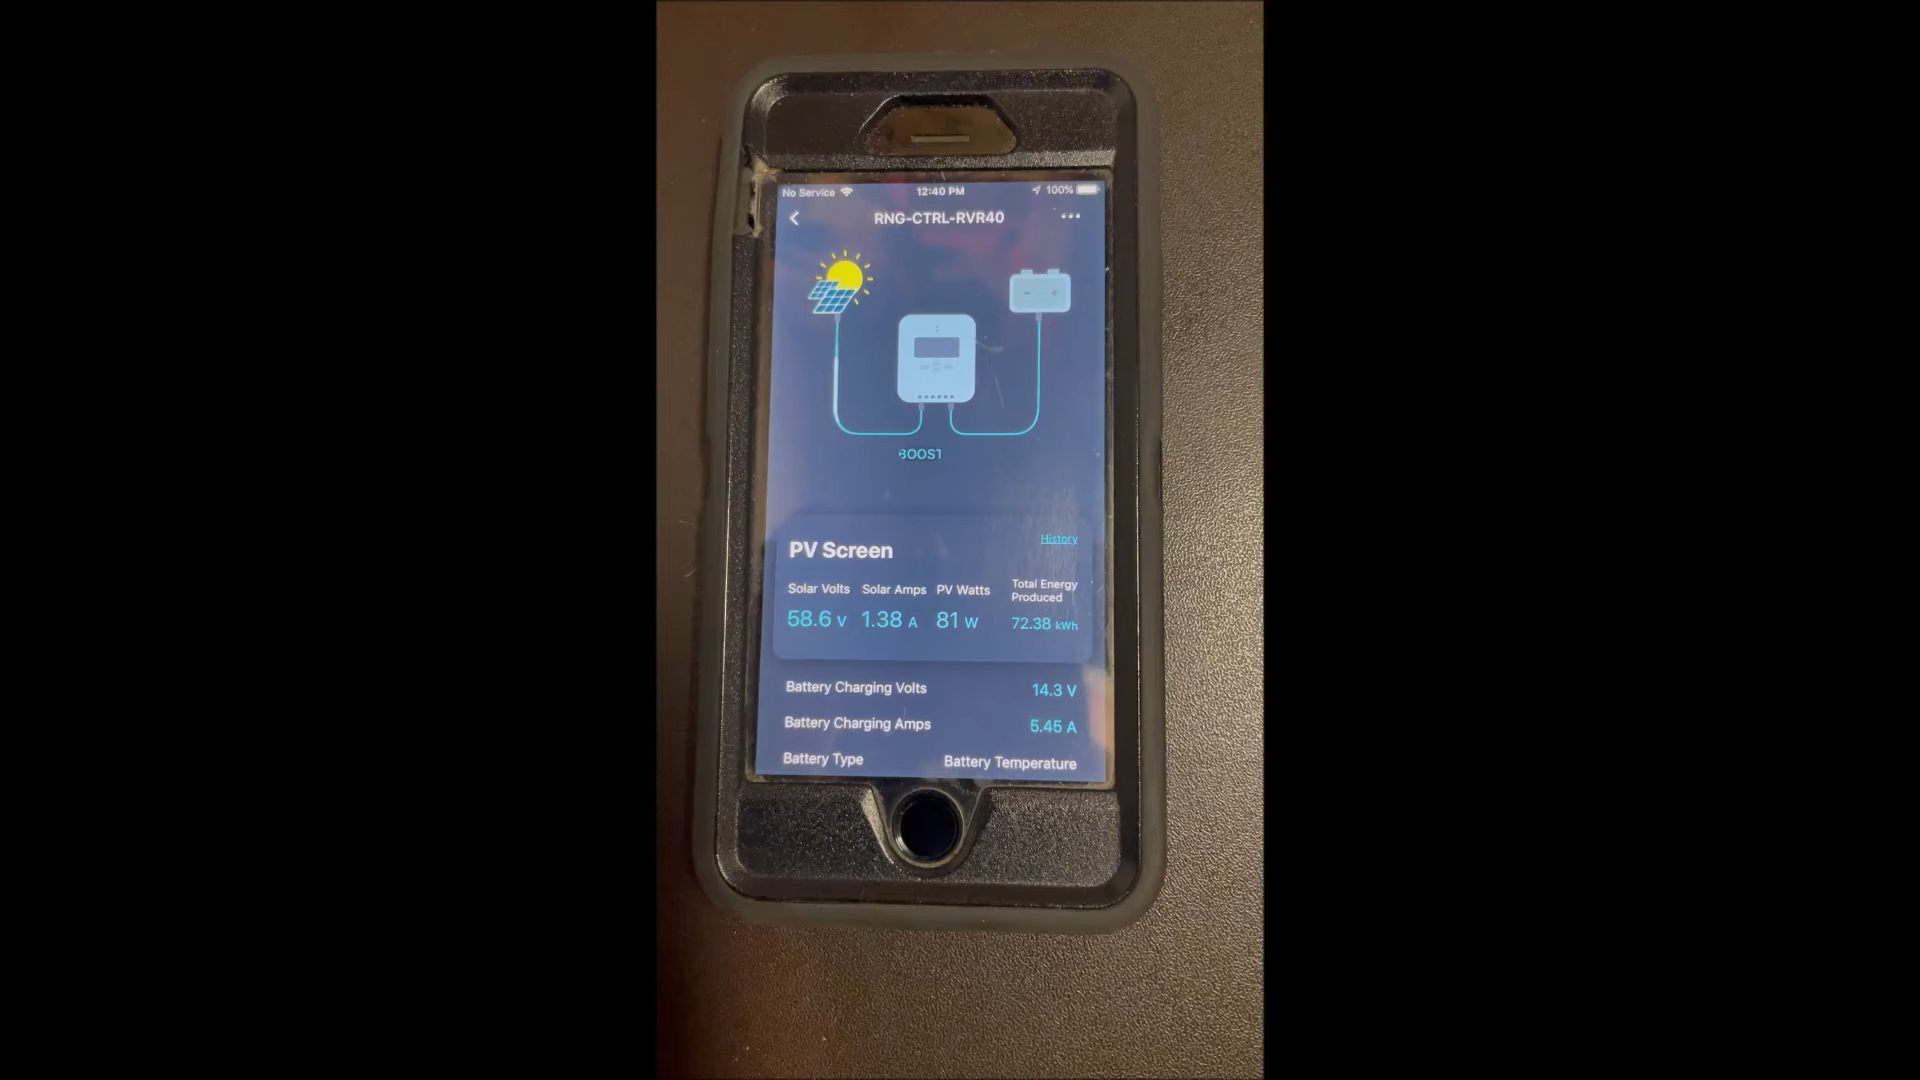 No Service 12:40 PM 100%
RNG-CTRL-RVR40
BOOST
History
PV Screen
Solar Volts Solar Amps PV Watts Total Energy Produced
58.6 V 1.38 A 81 W 72.38 kWh
Battery Charging Volts 14.3 V
Battery Charging Amps 5.45 A
Battery Type Battery Temperature